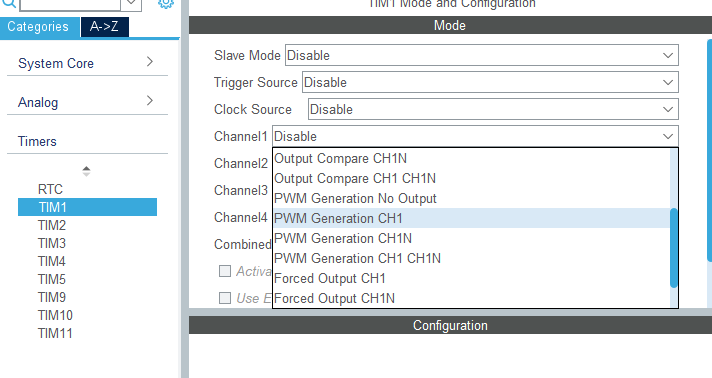 TIM1 Mode and Configuration
Categories A->Z
Mode
System Core
Analog
Timers
RTC
TIM1
TIM2
TIM3
TIM4
TIM5
TIM9
TIM10
TIM11
Slave Mode Disable
Trigger Source Disable
Clock Source Disable
Channel1 Disable
Channel2
Channel3
Channel4
Combined
Activa
Use E
Output Compare CH1N
Output Compare CH1 CH1N
PWM Generation No Output
PWM Generation CH1
PWM Generation CH1N
PWM Generation CH1 CH1N
Forced Output CH1
Forced Output CH1N
Configuration